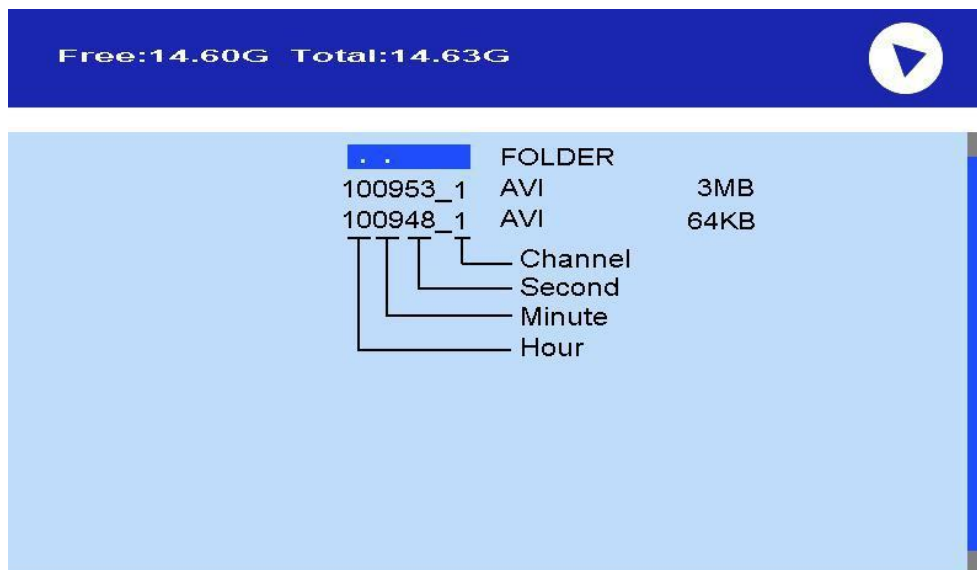 Free:14.60G Total:14.63G
. . FOLDER
100953_1 AVI 3MB
100948_1 AVI 64KB
Channel
Second
Minute
Hour